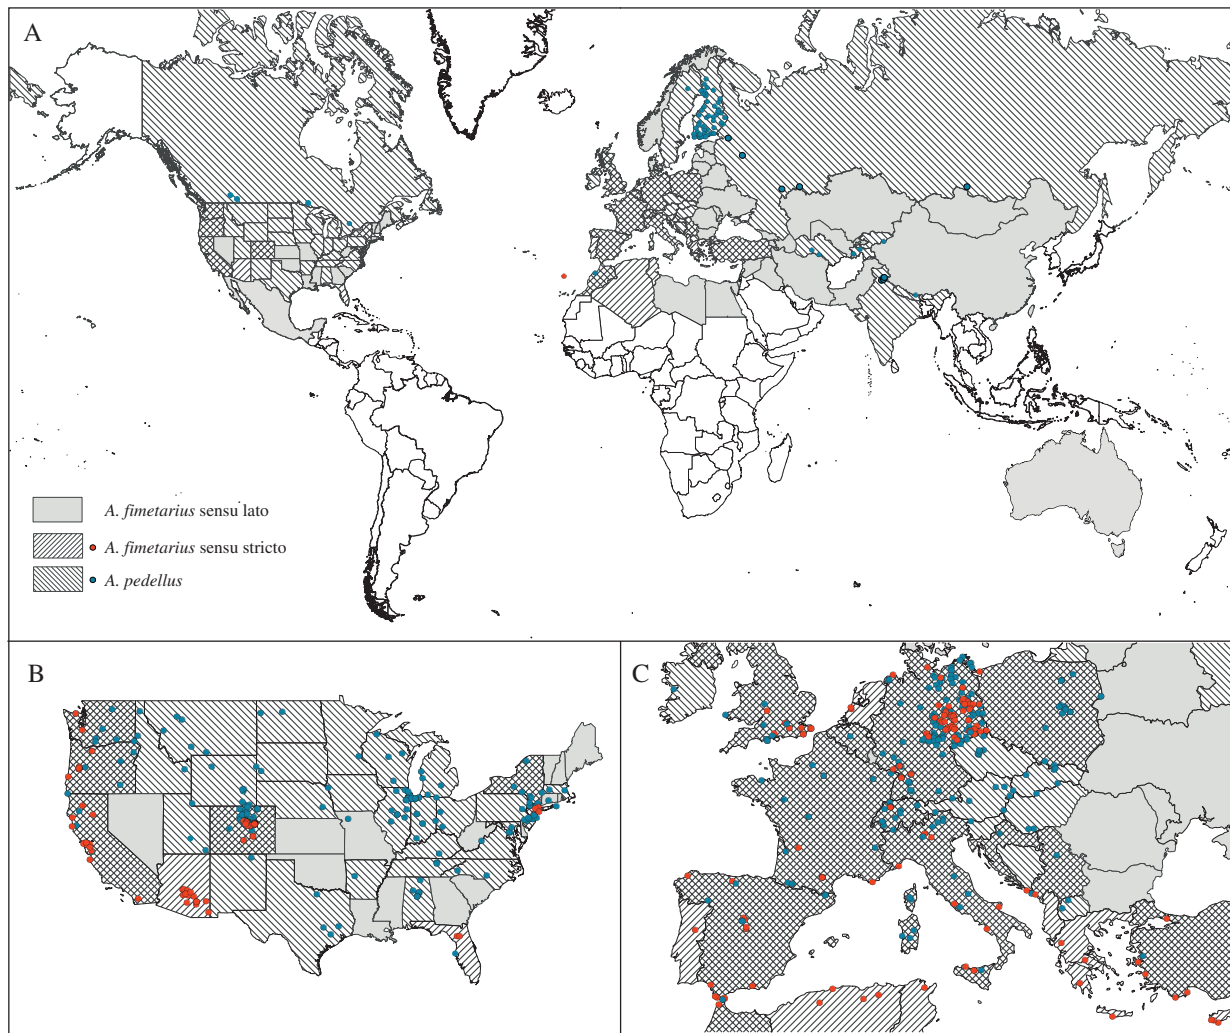 A
A. fimetarius sensu lato
A. fimetarius sensu stricto
A. pedellus
B
C